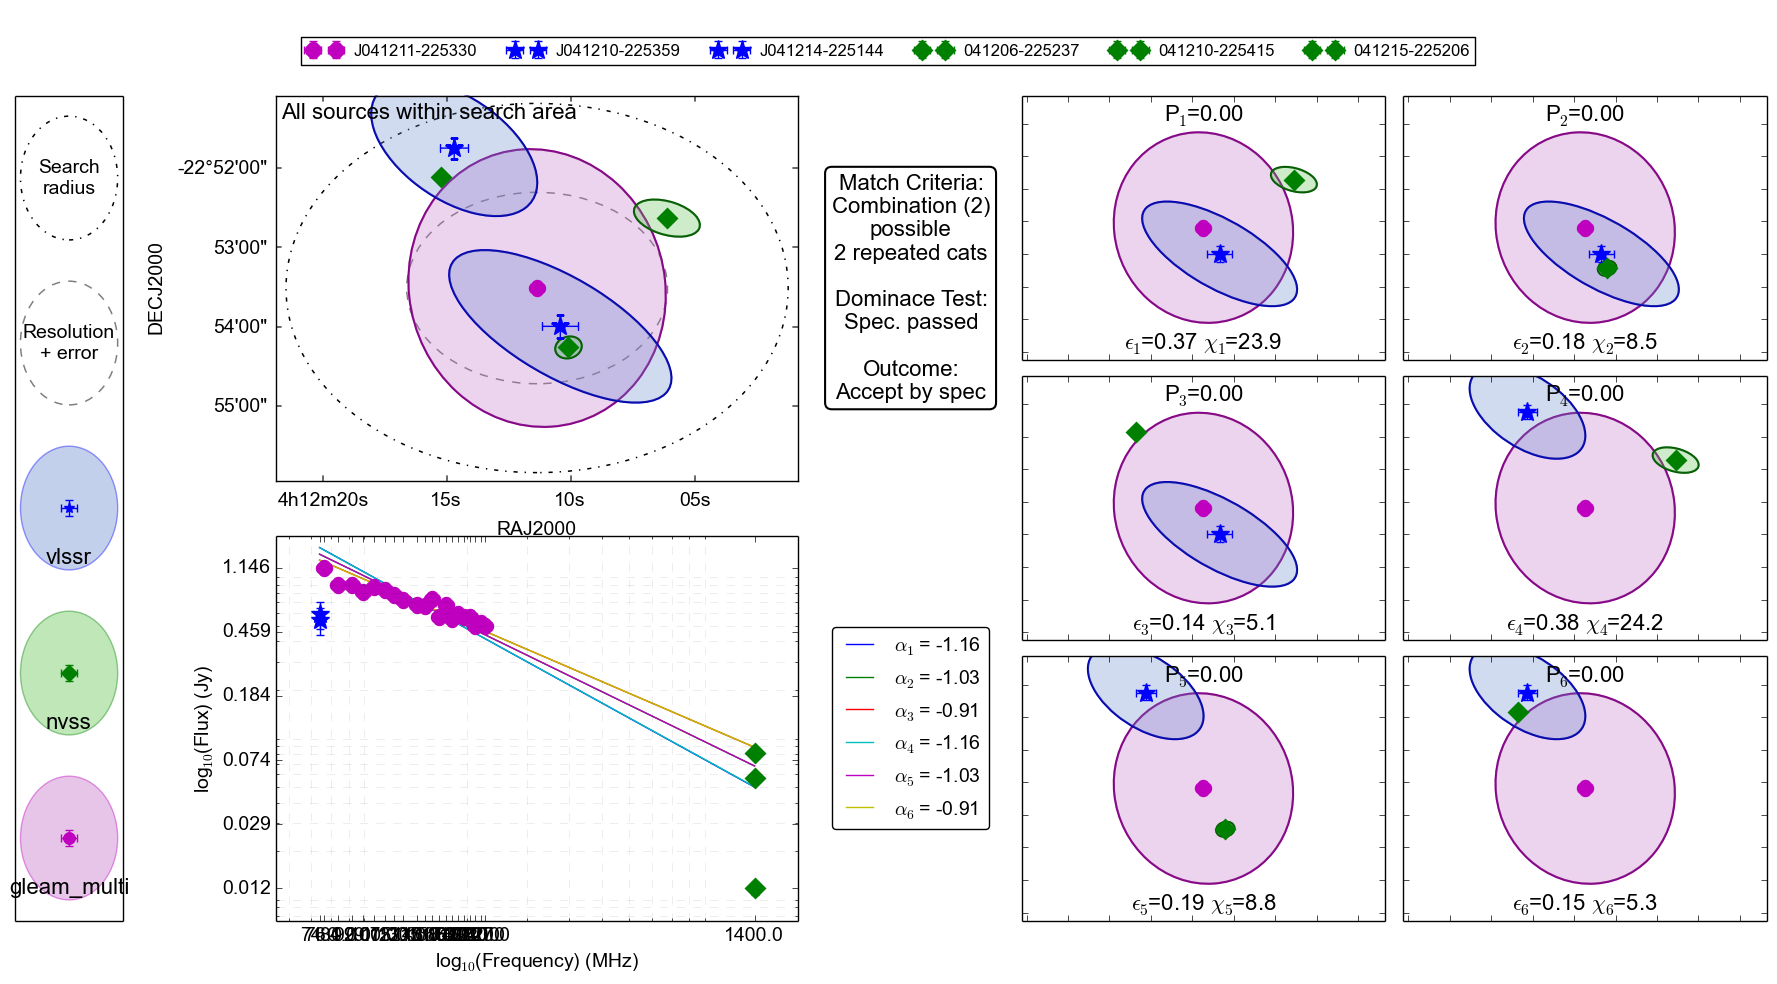 J041211-225330 J041210-225359 J041214-225144 041206-225237 041210-225415 041215-225206
Search
radius
Resolution
+ error
vlssr
nvss
gleam_multi
All sources within search area
DECJ2000
-22°52'00"
53'00"
54'00"
55'00"
4h12m20s 15s 10s 05s
RAJ2000
log₁₀(Flux) (Jy)
1.146
0.459
0.184
0.074
0.029
0.012
1400.0
log₁₀(Frequency) (MHz)
Match Criteria:
Combination (2)
possible
2 repeated cats
Dominace Test:
Spec. passed
Outcome:
Accept by spec
α₁ = -1.16
α₂ = -1.03
α₃ = -0.91
α₄ = -1.16
α₅ = -1.03
α₆ = -0.91
P₁=0.00
ϵ₁=0.37 χ₁=23.9
P₂=0.00
ϵ₂=0.18 χ₂=8.5
P₃=0.00
ϵ₃=0.14 χ₃=5.1
P₄=0.00
ϵ₄=0.38 χ₄=24.2
P₅=0.00
ϵ₅=0.19 χ₅=8.8
P₆=0.00
ϵ₆=0.15 χ₆=5.3